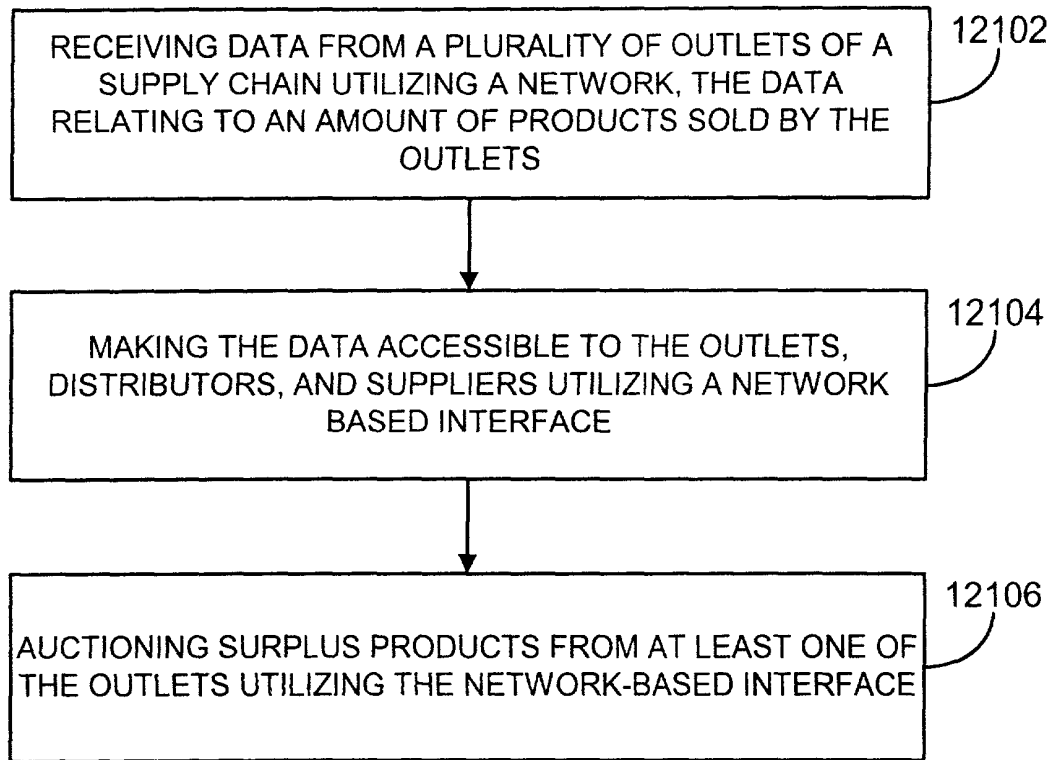 RECEIVING DATA FROM A PLURALITY OF OUTLETS OF A
SUPPLY CHAIN UTILIZING A NETWORK, THE DATA
RELATING TO AN AMOUNT OF PRODUCTS SOLD BY THE
OUTLETS
12102
MAKING THE DATA ACCESSIBLE TO THE OUTLETS,
DISTRIBUTORS, AND SUPPLIERS UTILIZING A NETWORK
BASED INTERFACE
12104
AUCTIONING SURPLUS PRODUCTS FROM AT LEAST ONE OF
THE OUTLETS UTILIZING THE NETWORK-BASED INTERFACE
12106